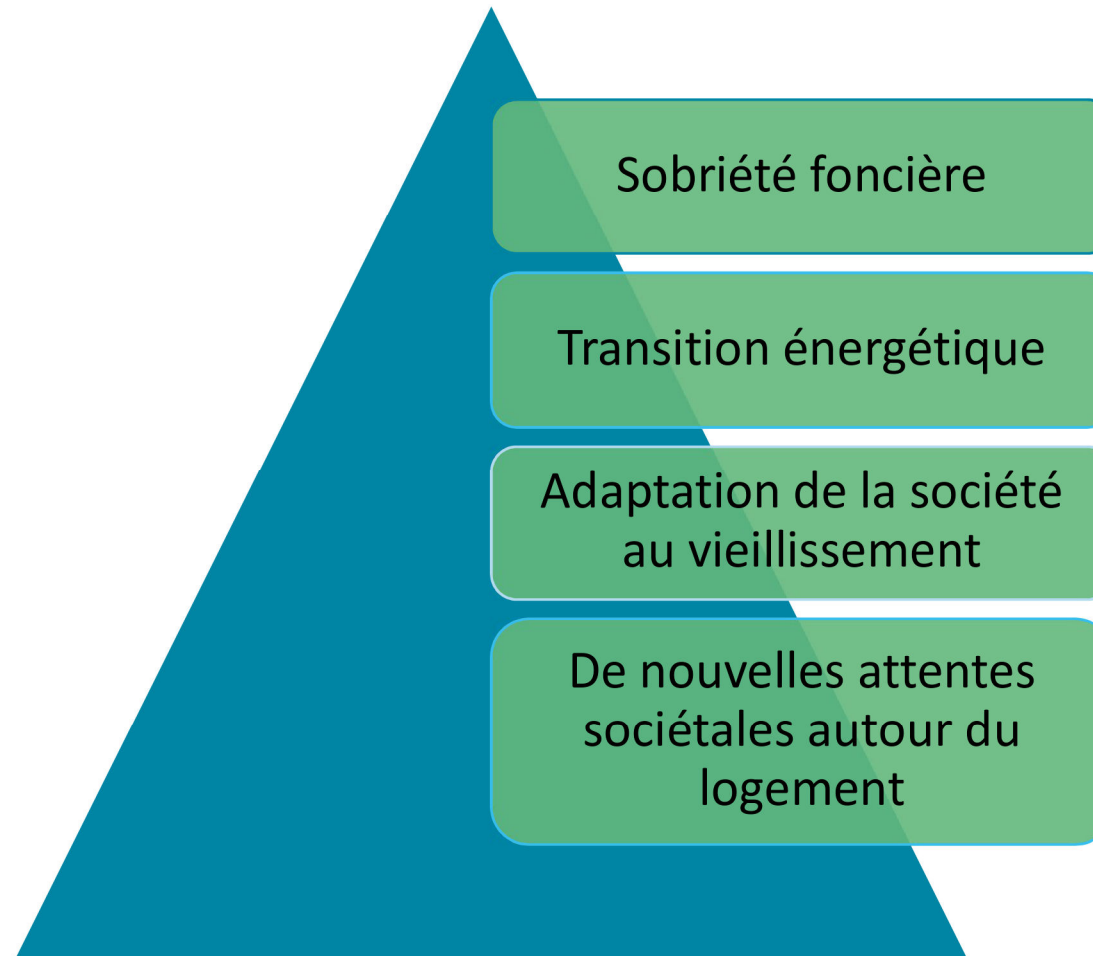 Sobriété foncière
Transition énergétique
Adaptation de la société
au vieillissement
De nouvelles attentes
sociétales autour du
logement